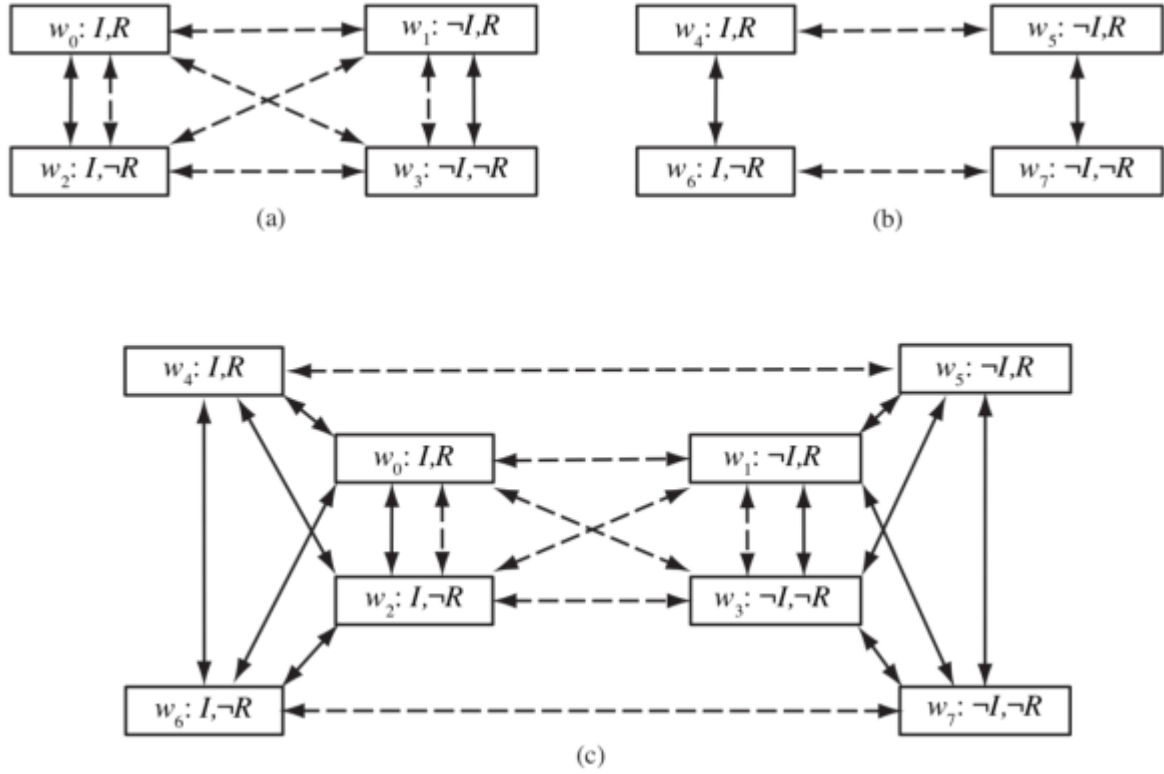 w₀: I,R w₁: ¬I,R w₄: I,R w₅: ¬I,R
w₂: I,¬R w₃: ¬I,¬R w₆: I,¬R w₇: ¬I,¬R
(a) (b)
w₄: I,R w₅: ¬I,R
w₀: I,R w₁: ¬I,R
w₂: I,¬R w₃: ¬I,¬R
w₆: I,¬R w₇: ¬I,¬R
(c)